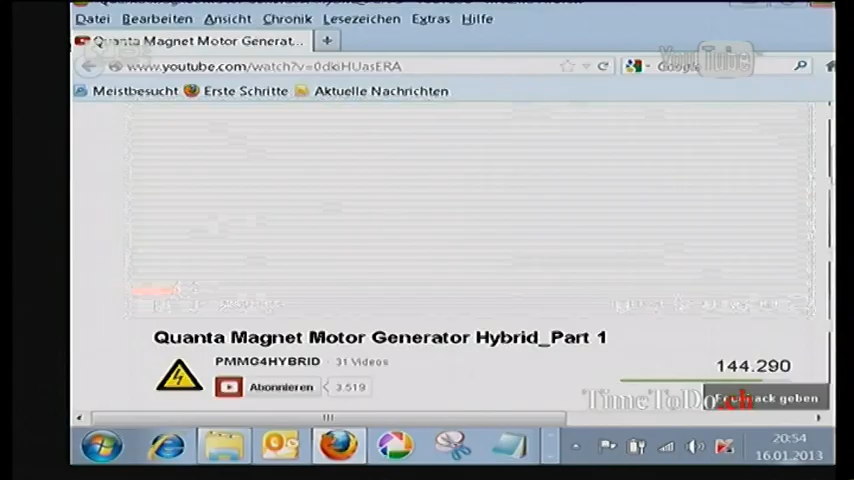 Datei Bearbeiten Ansicht Chronik Lesezeichen Extras Hilfe
Quanta Magnet Motor Generat... +
www.youtube.com/watch?v=0dkHUasERA
Google
YouTube
Meistbesucht Erste Schritte Aktuelle Nachrichten
Quanta Magnet Motor Generator Hybrid_Part 1
PMMG4HYBRID · 31 Videos
144.290
Abonnieren 3.519
TimeToDo.ch
geben
20:54
16.01.2013